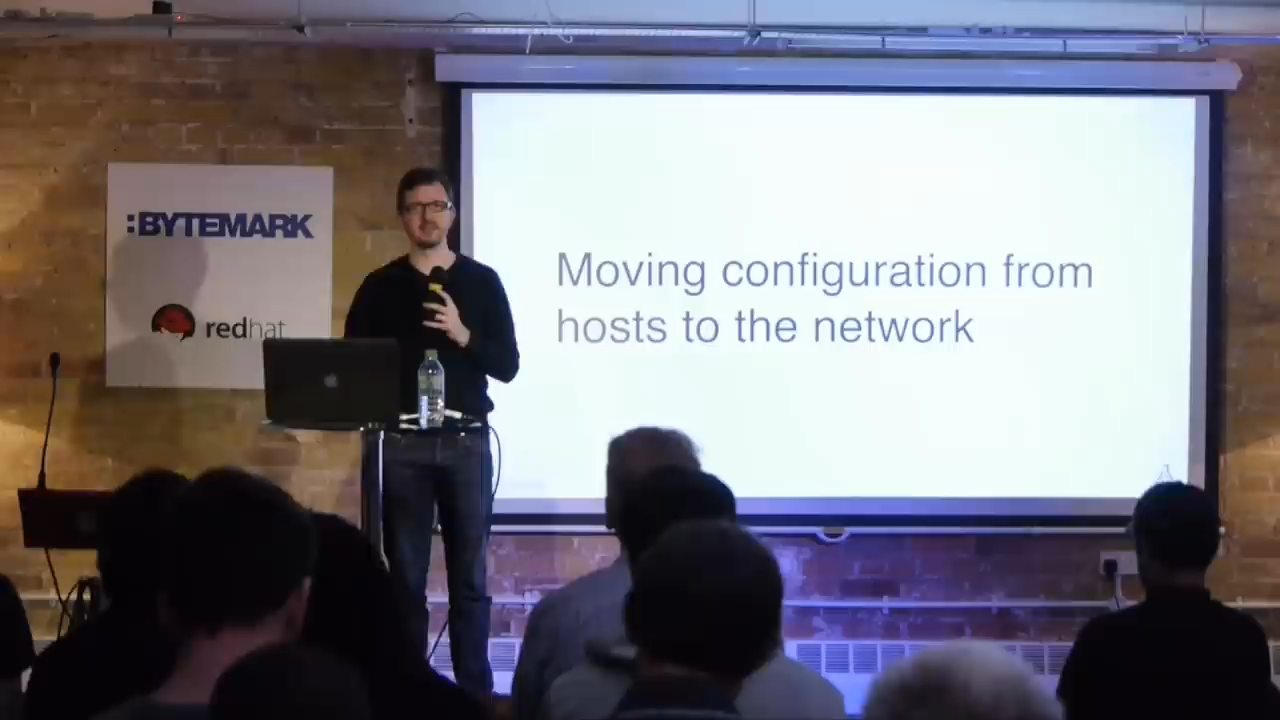 :BYTEMARK
redhat
Moving configuration from
hosts to the network